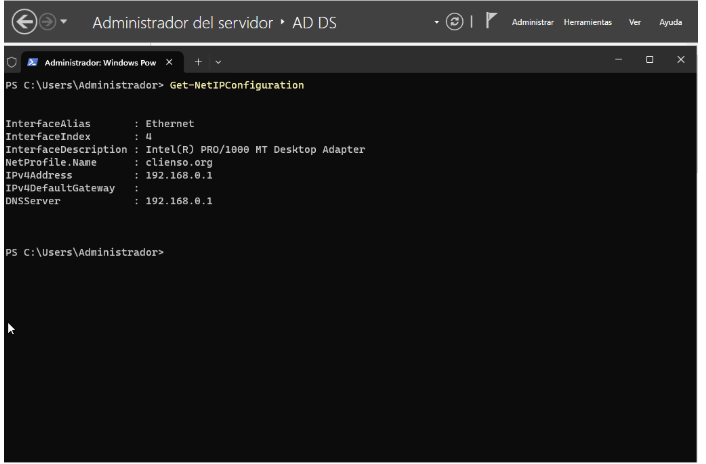 Administrador del servidor ‣ AD DS
Administrar Herramientas Ver Ayuda
Administrador: Windows Pow
PS C:\Users\Administrador> Get-NetIPConfiguration
InterfaceAlias : Ethernet
InterfaceIndex : 4
InterfaceDescription : Intel(R) PRO/1000 MT Desktop Adapter
NetProfile.Name : clienso.org
IPv4Address : 192.168.0.1
IPv4DefaultGateway :
DNSServer : 192.168.0.1
PS C:\Users\Administrador>